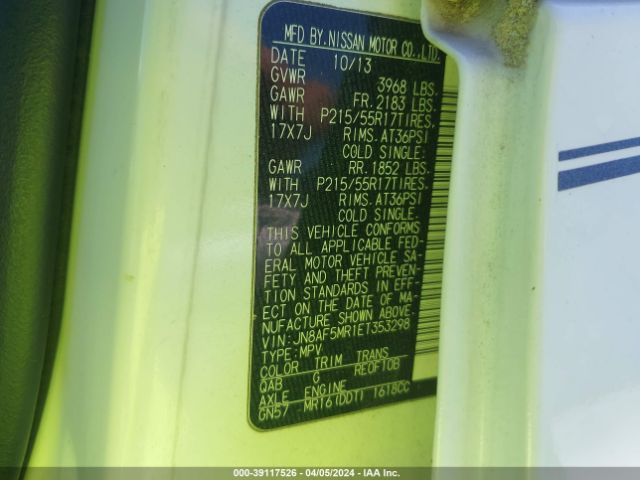 MFD BY.NISSAN MOTOR CO.,LTD.
DATE 10/13
GVWR 3968 LBS.
GAWR FR.2183 LBS.
WITH P215/55R17TIRES.
17X7J RIMS.AT36PSI
COLD SINGLE.
GAWR RR.1852 LBS.
WITH P215/55R17TIRES.
17X7J RIMS.AT36PSI
COLD SINGLE.
THIS VEHICLE CONFORMS
TO ALL APPLICABLE FED-
ERAL MOTOR VEHICLE SA-
FETY AND THEFT PREVEN-
TION STANDARDS IN EFF-
ECT ON THE DATE OF MA-
NUFACTURE SHOWN ABOVE.
VIN:JN8AF5MR1ET353298
TYPE:MPV
COLOR TRIM TRANS
QAB G RE0F10B
AXLE ENGINE
GN57 MR16(DDT) 1618CC
000-39117526 - 04/05/2024 - IAA Inc.